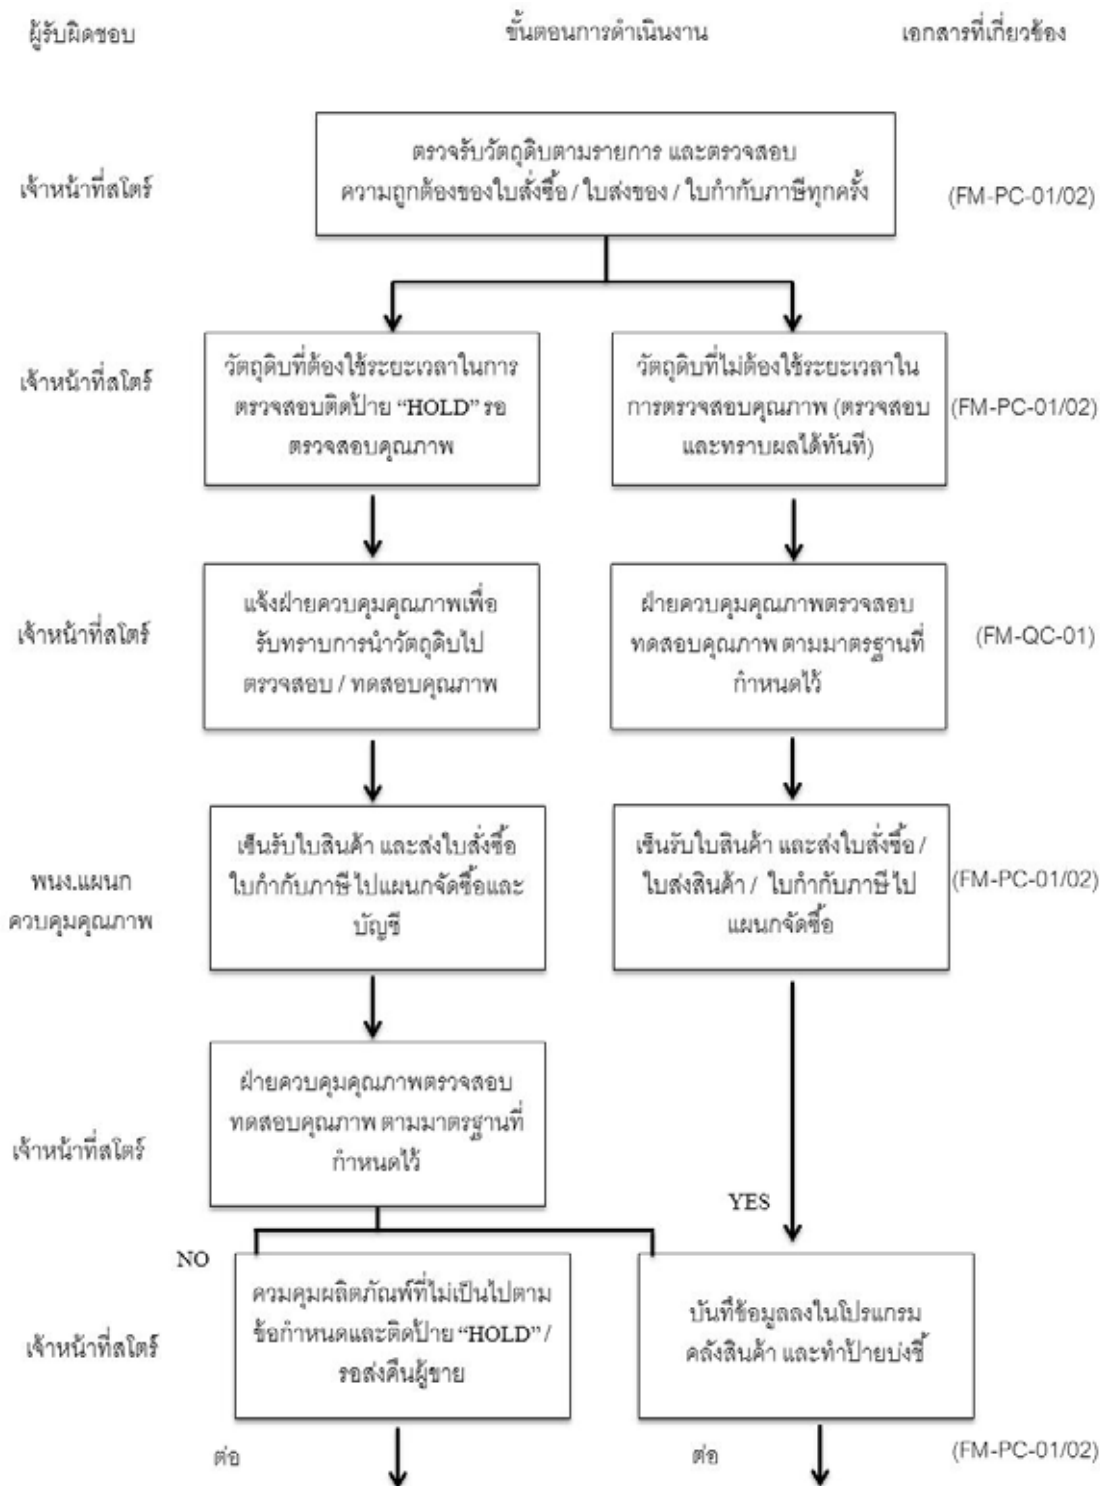 ผู้รับผิดชอบ ขั้นตอนการดำเนินงาน เอกสารที่เกี่ยวข้อง
ตรวจรับวัตถุดิบตามรายการ และตรวจสอบ
ความถูกต้องของใบสั่งซื้อ / ใบส่งของ / ใบกำกับภาษีทุกครั้ง
เจ้าหน้าที่สโตร์
(FM-PC-01/02)
เจ้าหน้าที่สโตร์
วัตถุดิบที่ต้องใช้ระยะเวลาในการ
ตรวจสอบติดป้าย “HOLD” รอ
ตรวจสอบคุณภาพ
วัตถุดิบที่ไม่ต้องใช้ระยะเวลาใน
การตรวจสอบคุณภาพ (ตรวจสอบ
และทราบผลได้ทันที)
(FM-PC-01/02)
เจ้าหน้าที่สโตร์
แจ้งฝ่ายควบคุมคุณภาพเพื่อ
รับทราบการนำวัตถุดิบไป
ตรวจสอบ / ทดสอบคุณภาพ
ฝ่ายควบคุมคุณภาพตรวจสอบ
ทดสอบคุณภาพ ตามมาตรฐานที่
กำหนดไว้
(FM-QC-01)
พนง.แผนก
ควบคุมคุณภาพ
เซ็นรับใบสินค้า และส่งใบสั่งซื้อ
ใบกำกับภาษี ไปแผนกจัดซื้อและ
บัญชี
เซ็นรับใบสินค้า และส่งใบสั่งซื้อ /
ใบส่งสินค้า / ใบกำกับภาษี ไป
แผนกจัดซื้อ
(FM-PC-01/02)
เจ้าหน้าที่สโตร์
ฝ่ายควบคุมคุณภาพตรวจสอบ
ทดสอบคุณภาพ ตามมาตรฐานที่
กำหนดไว้
YES
NO
เจ้าหน้าที่สโตร์
ควมคุมผลิตภัณฑ์ที่ไม่เป็นไปตาม
ข้อกำหนดและติดป้าย “HOLD” /
รอส่งคืนผู้ขาย
บันทึข้อมูลลงในโปรแกรม
คลังสินค้า และทำป้ายบ่งชี้
ต่อ
ต่อ
(FM-PC-01/02)